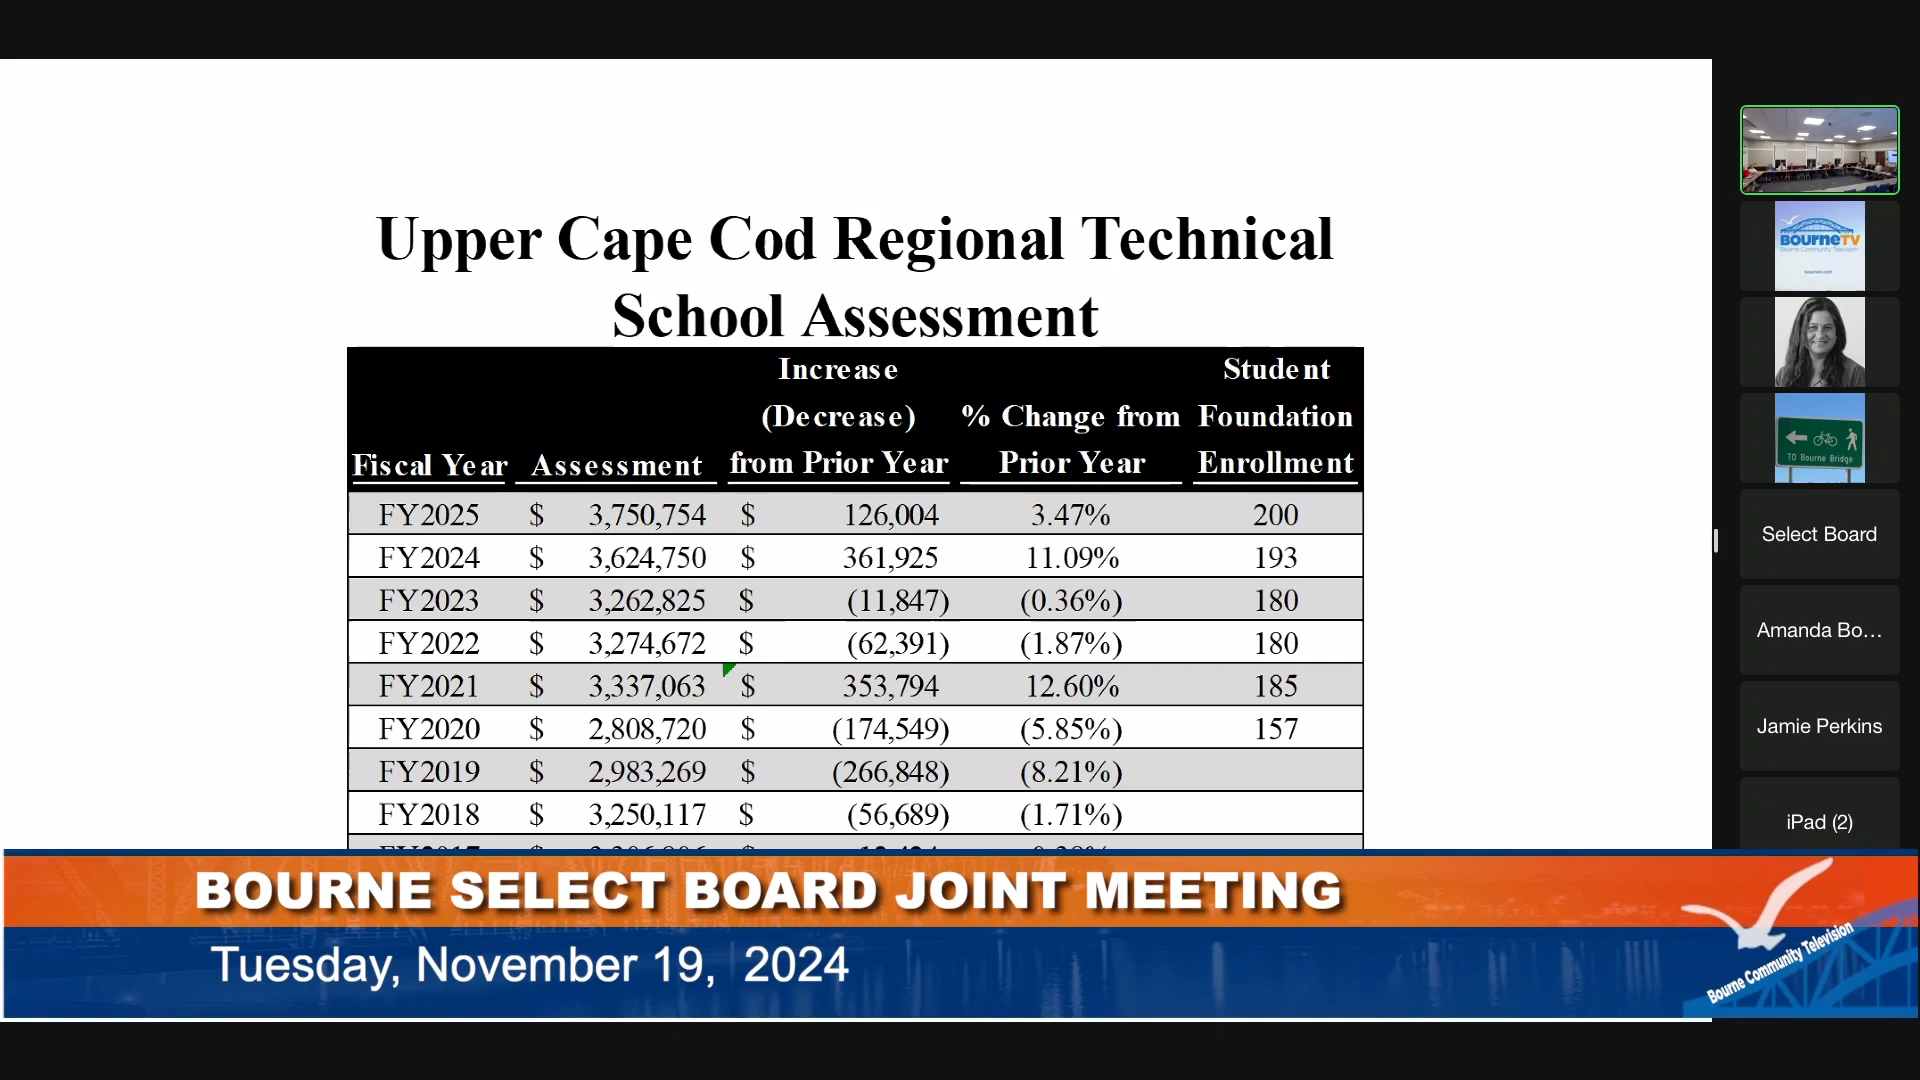 Upper Cape Cod Regional Technical
School Assessment
Fiscal Year Assessment Increase (Decrease) from Prior Year % Change from Prior Year Student Foundation Enrollment
FY2025 $ 3,750,754 $ 126,004 3.47% 200
FY2024 $ 3,624,750 $ 361,925 11.09% 193
FY2023 $ 3,262,825 $ (11,847) (0.36%) 180
FY2022 $ 3,274,672 $ (62,391) (1.87%) 180
FY2021 $ 3,337,063 $ 353,794 12.60% 185
FY2020 $ 2,808,720 $ (174,549) (5.85%) 157
FY2019 $ 2,983,269 $ (266,848) (8.21%)
FY2018 $ 3,250,117 $ (56,689) (1.71%)
BOURNE SELECT BOARD JOINT MEETING
Tuesday, November 19, 2024
Bourne Community Television
BOURNETV
Bourne Community Television
TO Bourne Bridge
Select Board
Amanda Bo...
Jamie Perkins
iPad (2)